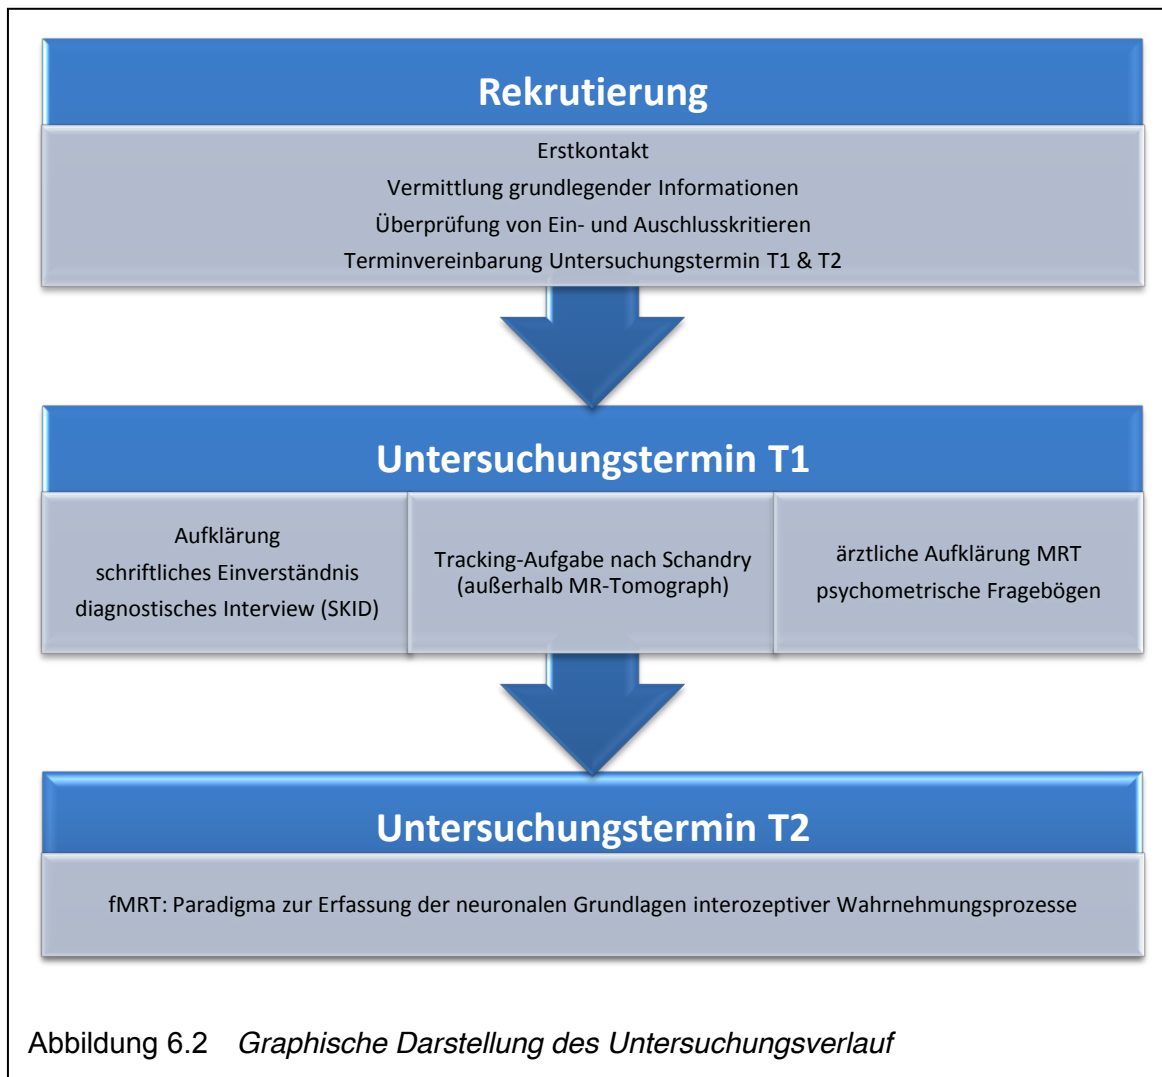 Rekrutierung
Erstkontakt
Vermittlung grundlegender Informationen
Überprüfung von Ein- und Auschlusskritieren
Terminvereinbarung Untersuchungstermin T1 & T2
Untersuchungstermin T1
Aufklärung
schriftliches Einverständnis
diagnostisches Interview (SKID)
Tracking-Aufgabe nach Schandry
(außerhalb MR-Tomograph)
ärztliche Aufklärung MRT
psychometrische Fragebögen
Untersuchungstermin T2
fMRT: Paradigma zur Erfassung der neuronalen Grundlagen interozeptiver Wahrnehmungsprozesse
Abbildung 6.2 Graphische Darstellung des Untersuchungsverlauf